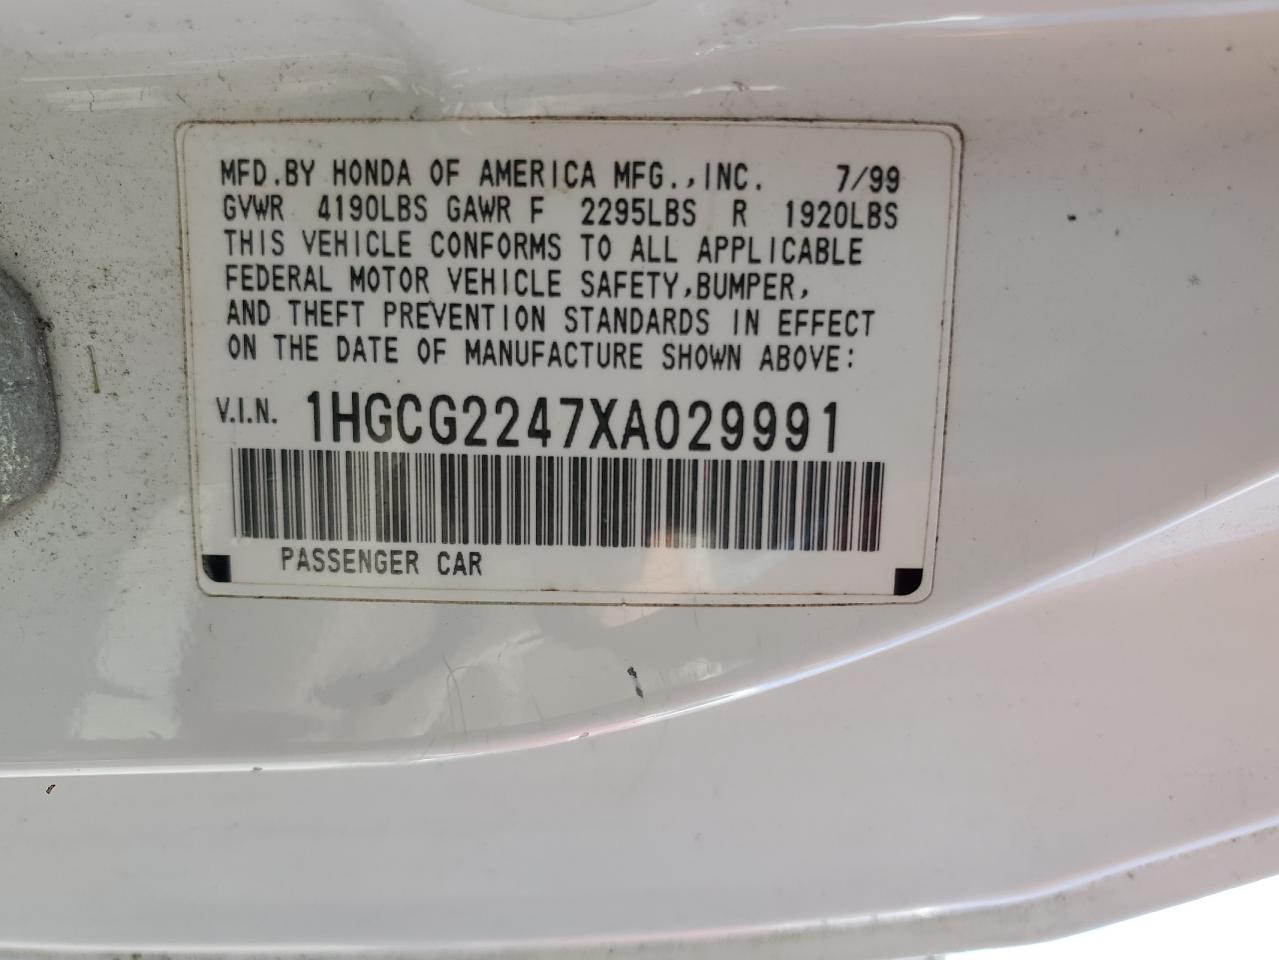 MFD.BY HONDA OF AMERICA MFG.,INC. 7/99
GVWR 4190LBS GAWR F 2295LBS R 1920LBS
THIS VEHICLE CONFORMS TO ALL APPLICABLE
FEDERAL MOTOR VEHICLE SAFETY,BUMPER,
AND THEFT PREVENTION STANDARDS IN EFFECT
ON THE DATE OF MANUFACTURE SHOWN ABOVE:
V.I.N. 1HGCG2247XA029991
PASSENGER CAR